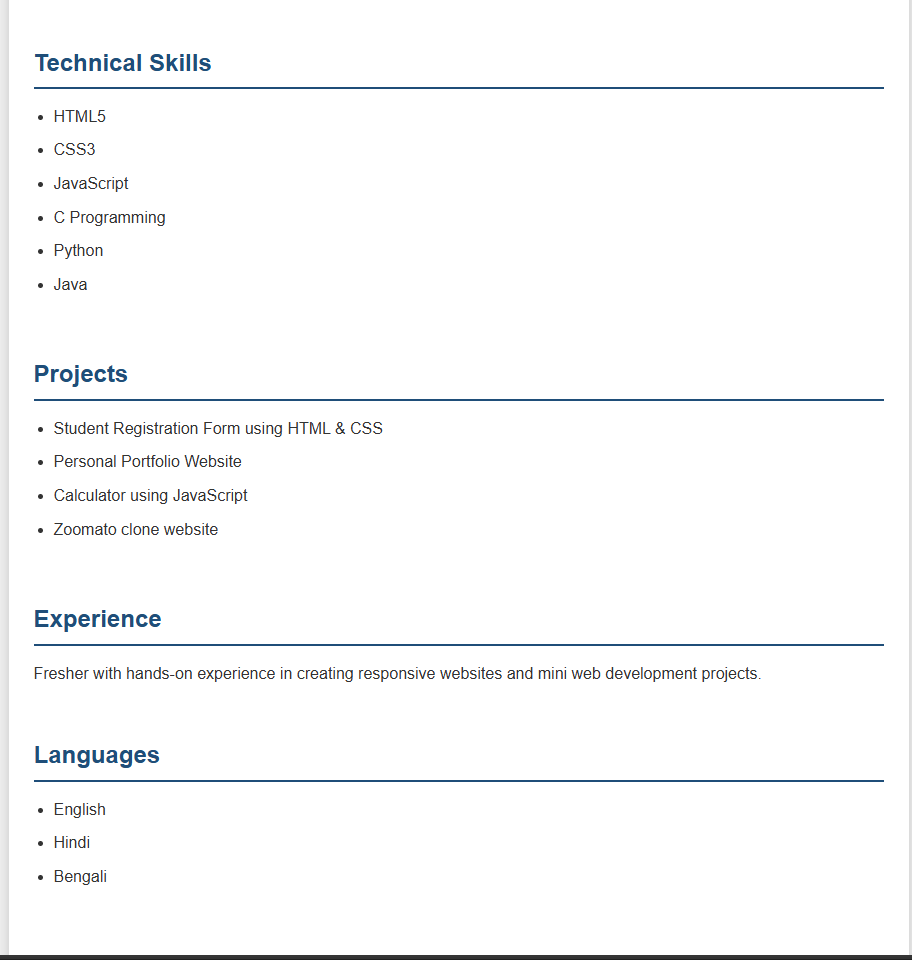 Technical Skills
HTML5
CSS3
JavaScript
C Programming
Python
Java
Projects
Student Registration Form using HTML & CSS
Personal Portfolio Website
Calculator using JavaScript
Zoomato clone website
Experience
Fresher with hands-on experience in creating responsive websites and mini web development projects.
Languages
English
Hindi
Bengali